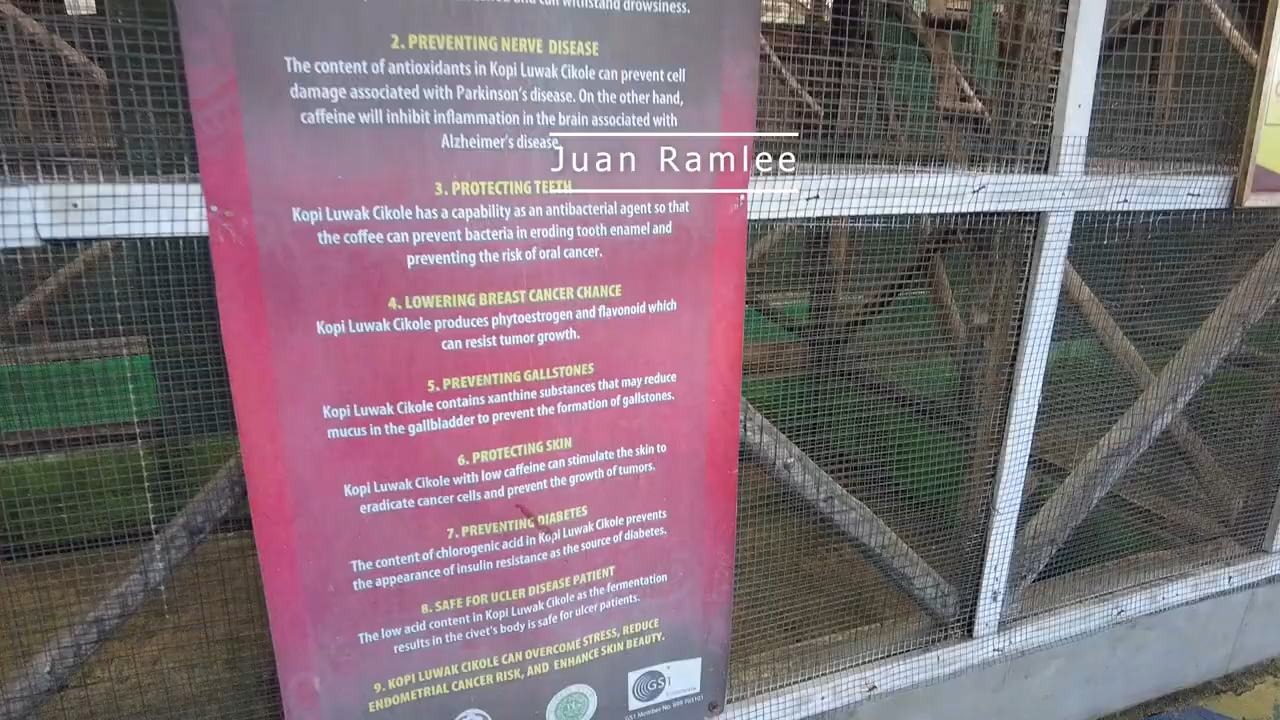 and can withstand drowsiness.
2. PREVENTING NERVE DISEASE
The content of antioxidants in Kopi Luwak Cikole can prevent cell
damage associated with Parkinson's disease. On the other hand,
caffeine will inhibit inflammation in the brain associated with
Alzheimer's disease.
Juan Ramlee
3. PROTECTING TEETH
Kopi Luwak Cikole has a capability as an antibacterial agent so that
the coffee can prevent bacteria in eroding tooth enamel and
preventing the risk of oral cancer.
4. LOWERING BREAST CANCER CHANCE
Kopi Luwak Cikole produces phytoestrogen and flavonoid which
can resist tumor growth.
5. PREVENTING GALLSTONES
Kopi Luwak Cikole contains xanthine substances that may reduce
mucus in the gallbladder to prevent the formation of gallstones.
6. PROTECTING SKIN
Kopi Luwak Cikole with low caffeine can stimulate the skin to
eradicate cancer cells and prevent the growth of tumors.
7. PREVENTING DIABETES
The content of chlorogenic acid in Kopi Luwak Cikole prevents
the appearance of insulin resistance as the source of diabetes.
8. SAFE FOR UCLER DISEASE PATIENT
The low acid content in Kopi Luwak Cikole as the fermentation
results in the civet's body is safe for ulcer patients.
9. KOPI LUWAK CIKOLE CAN OVERCOME STRESS, REDUCE
ENDOMETRIAL CANCER RISK, AND ENHANCE SKIN BEAUTY.
GS1
GS1 Member No.